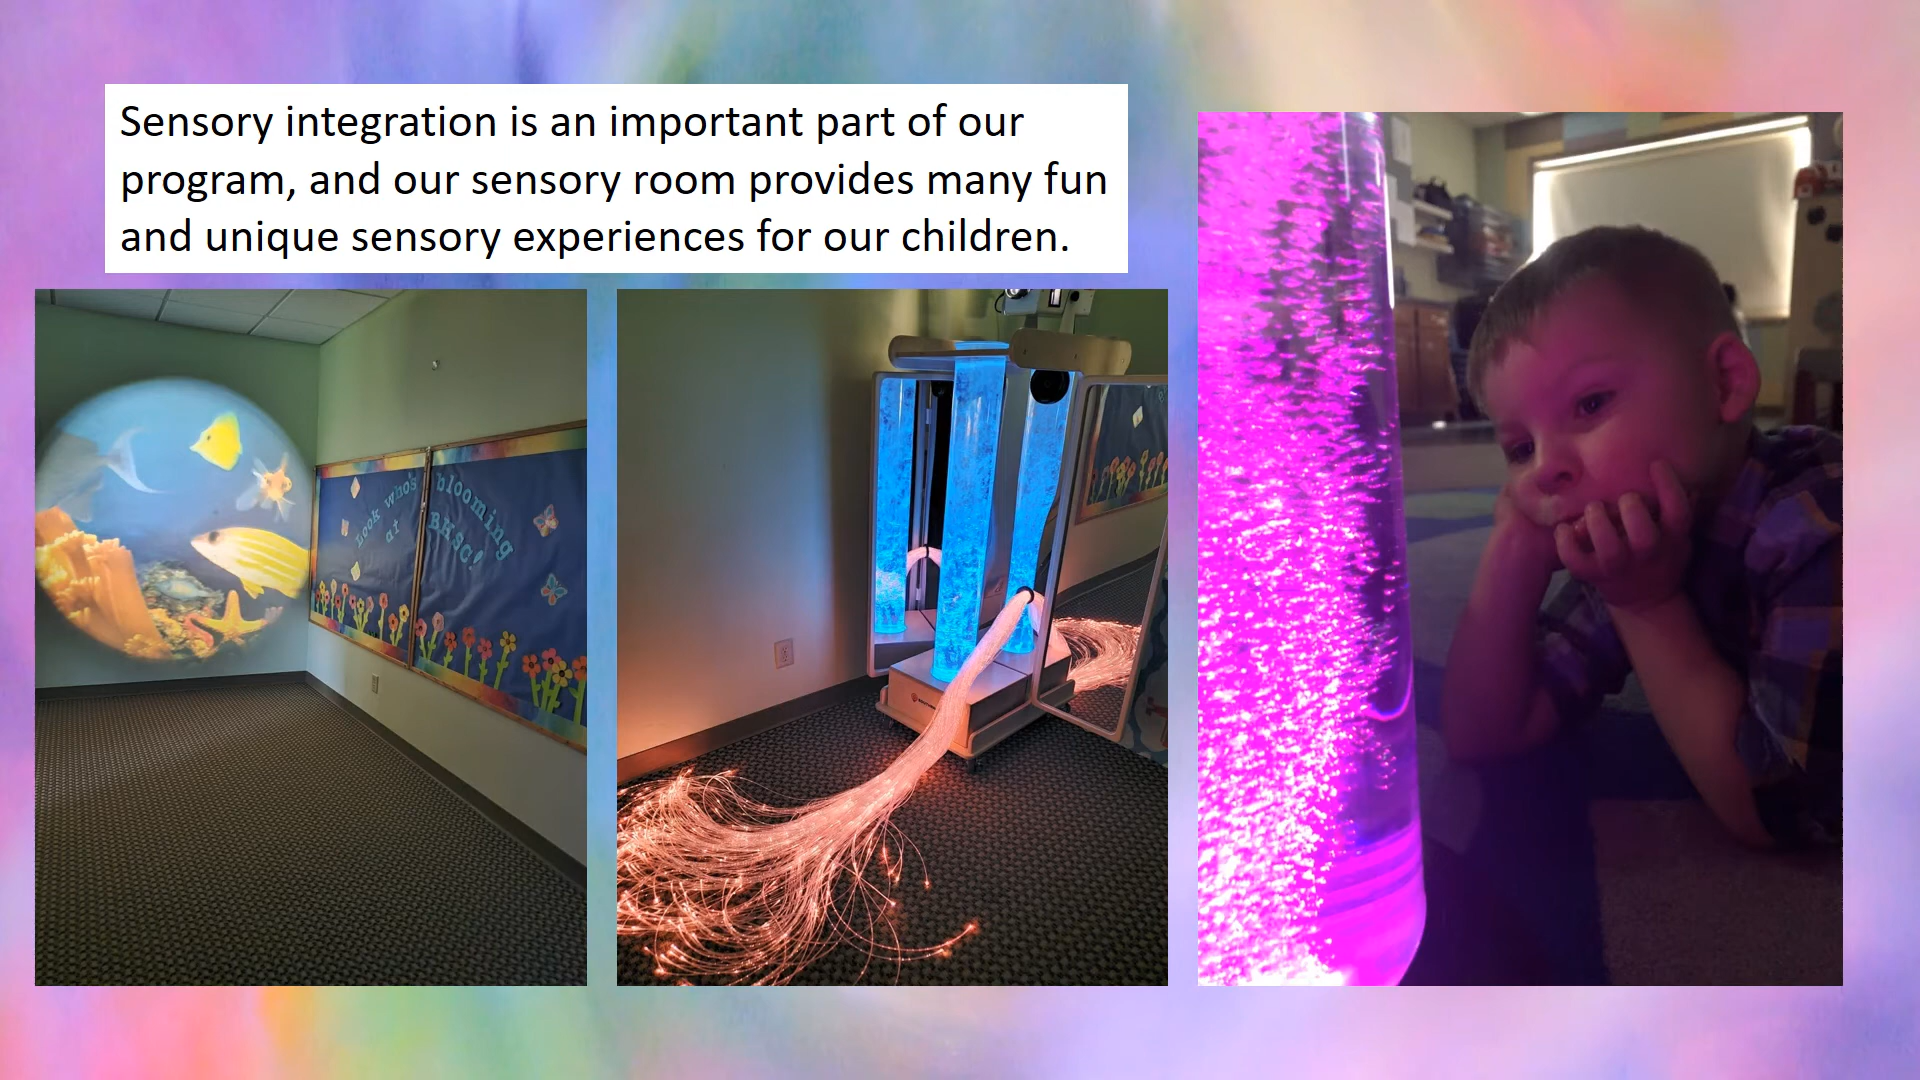 Sensory integration is an important part of our
program, and our sensory room provides many fun
and unique sensory experiences for our children.
Look who's blooming
at BHSC!